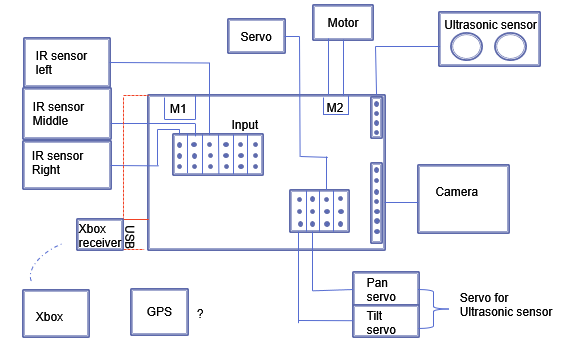 Ultrasonic sensor
Motor
Servo
IR sensor
left
IR sensor
Middle
IR sensor
Right
M1
M2
Input
Camera
Xbox
receiver
USB
Pan
servo
Tilt
servo
Servo for
Ultrasonic sensor
Xbox
GPS
?